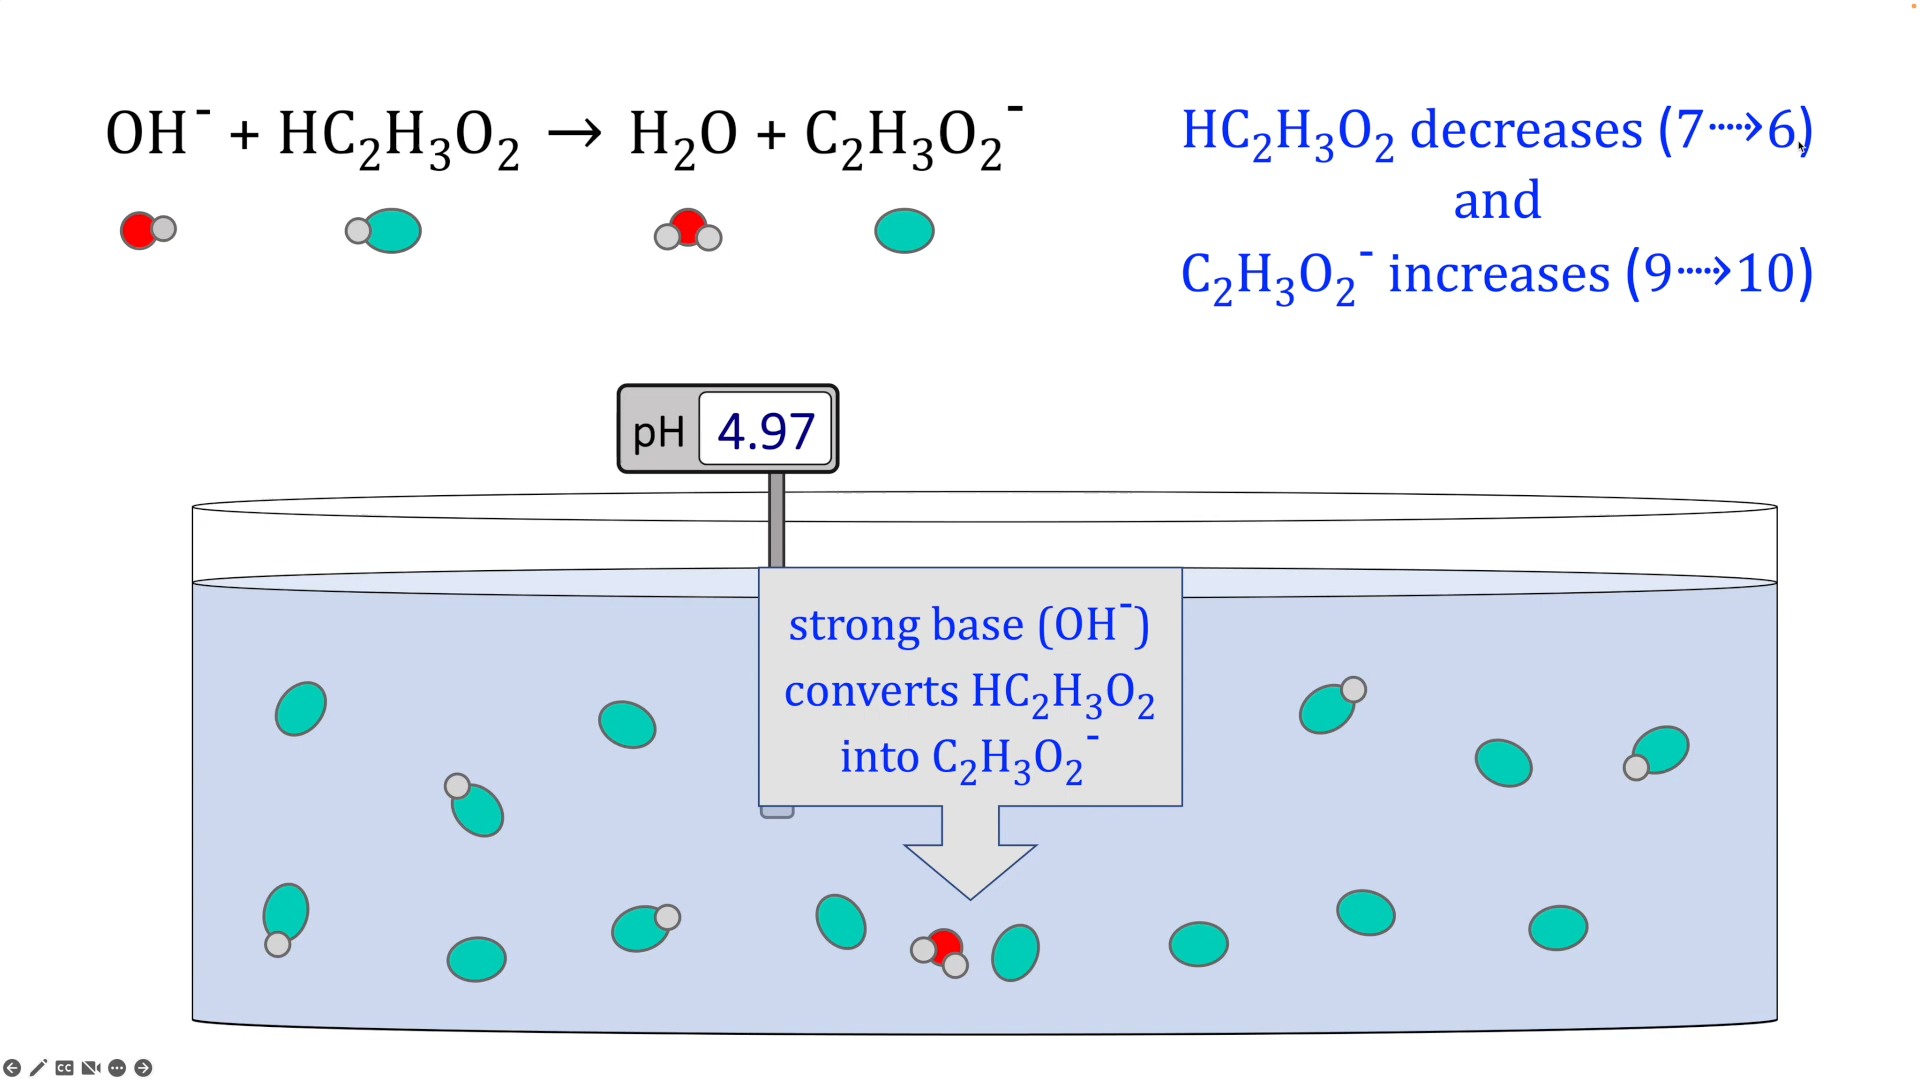 OH⁻ + HC₂H₃O₂ → H₂O + C₂H₃O₂⁻
HC₂H₃O₂ decreases (7⤑6)
and
C₂H₃O₂⁻ increases (9⤑10)
pH 4.97
strong base (OH⁻)
converts HC₂H₃O₂
into C₂H₃O₂⁻
CC